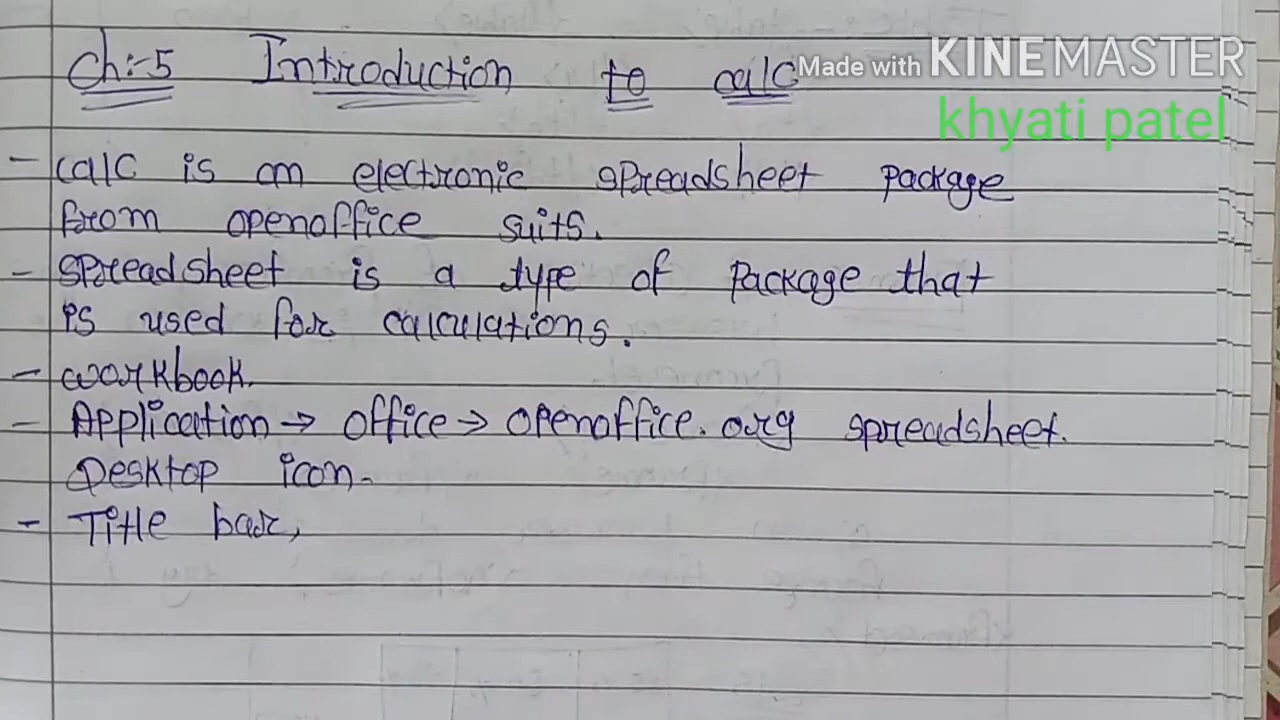 Ch:-5 Introduction to calc
Made with KINEMASTER
khyati patel
- calc is an electronic spreadsheet package
from openoffice suits.
- spreadsheet is a type of package that
is used for calculations.
- workbook.
- Application → office → openoffice.org spreadsheet.
Desktop icon.
- Title bar,